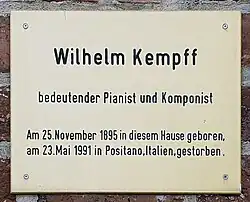 Wilhelm Kempff
bedeutender Pianist und Komponist
Am 25.November 1895 in diesem Hause geboren,
am 23.Mai 1991 in Positano,Italien,gestorben.